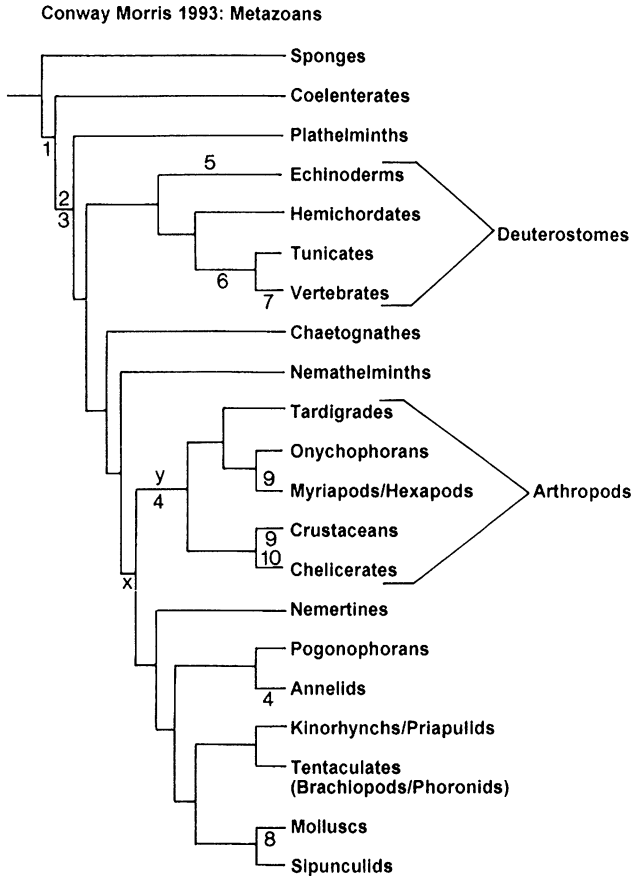 Conway Morris 1993: Metazoans
Sponges
Coelenterates
1
Plathelminths
2
3
5
Echinoderms
Hemichordates
Deuterostomes
Tunicates
6
7
Vertebrates
Chaetognathes
Nemathelminths
Tardigrades
Onychophorans
y
4
9
Myriapods/Hexapods
Arthropods
Crustaceans
9
10
Chelicerates
x
Nemertines
Pogonophorans
Annelids
4
Kinorhynchs/Priapulids
Tentaculates
(Brachlopods/Phoronids)
Molluscs
8
Sipunculids